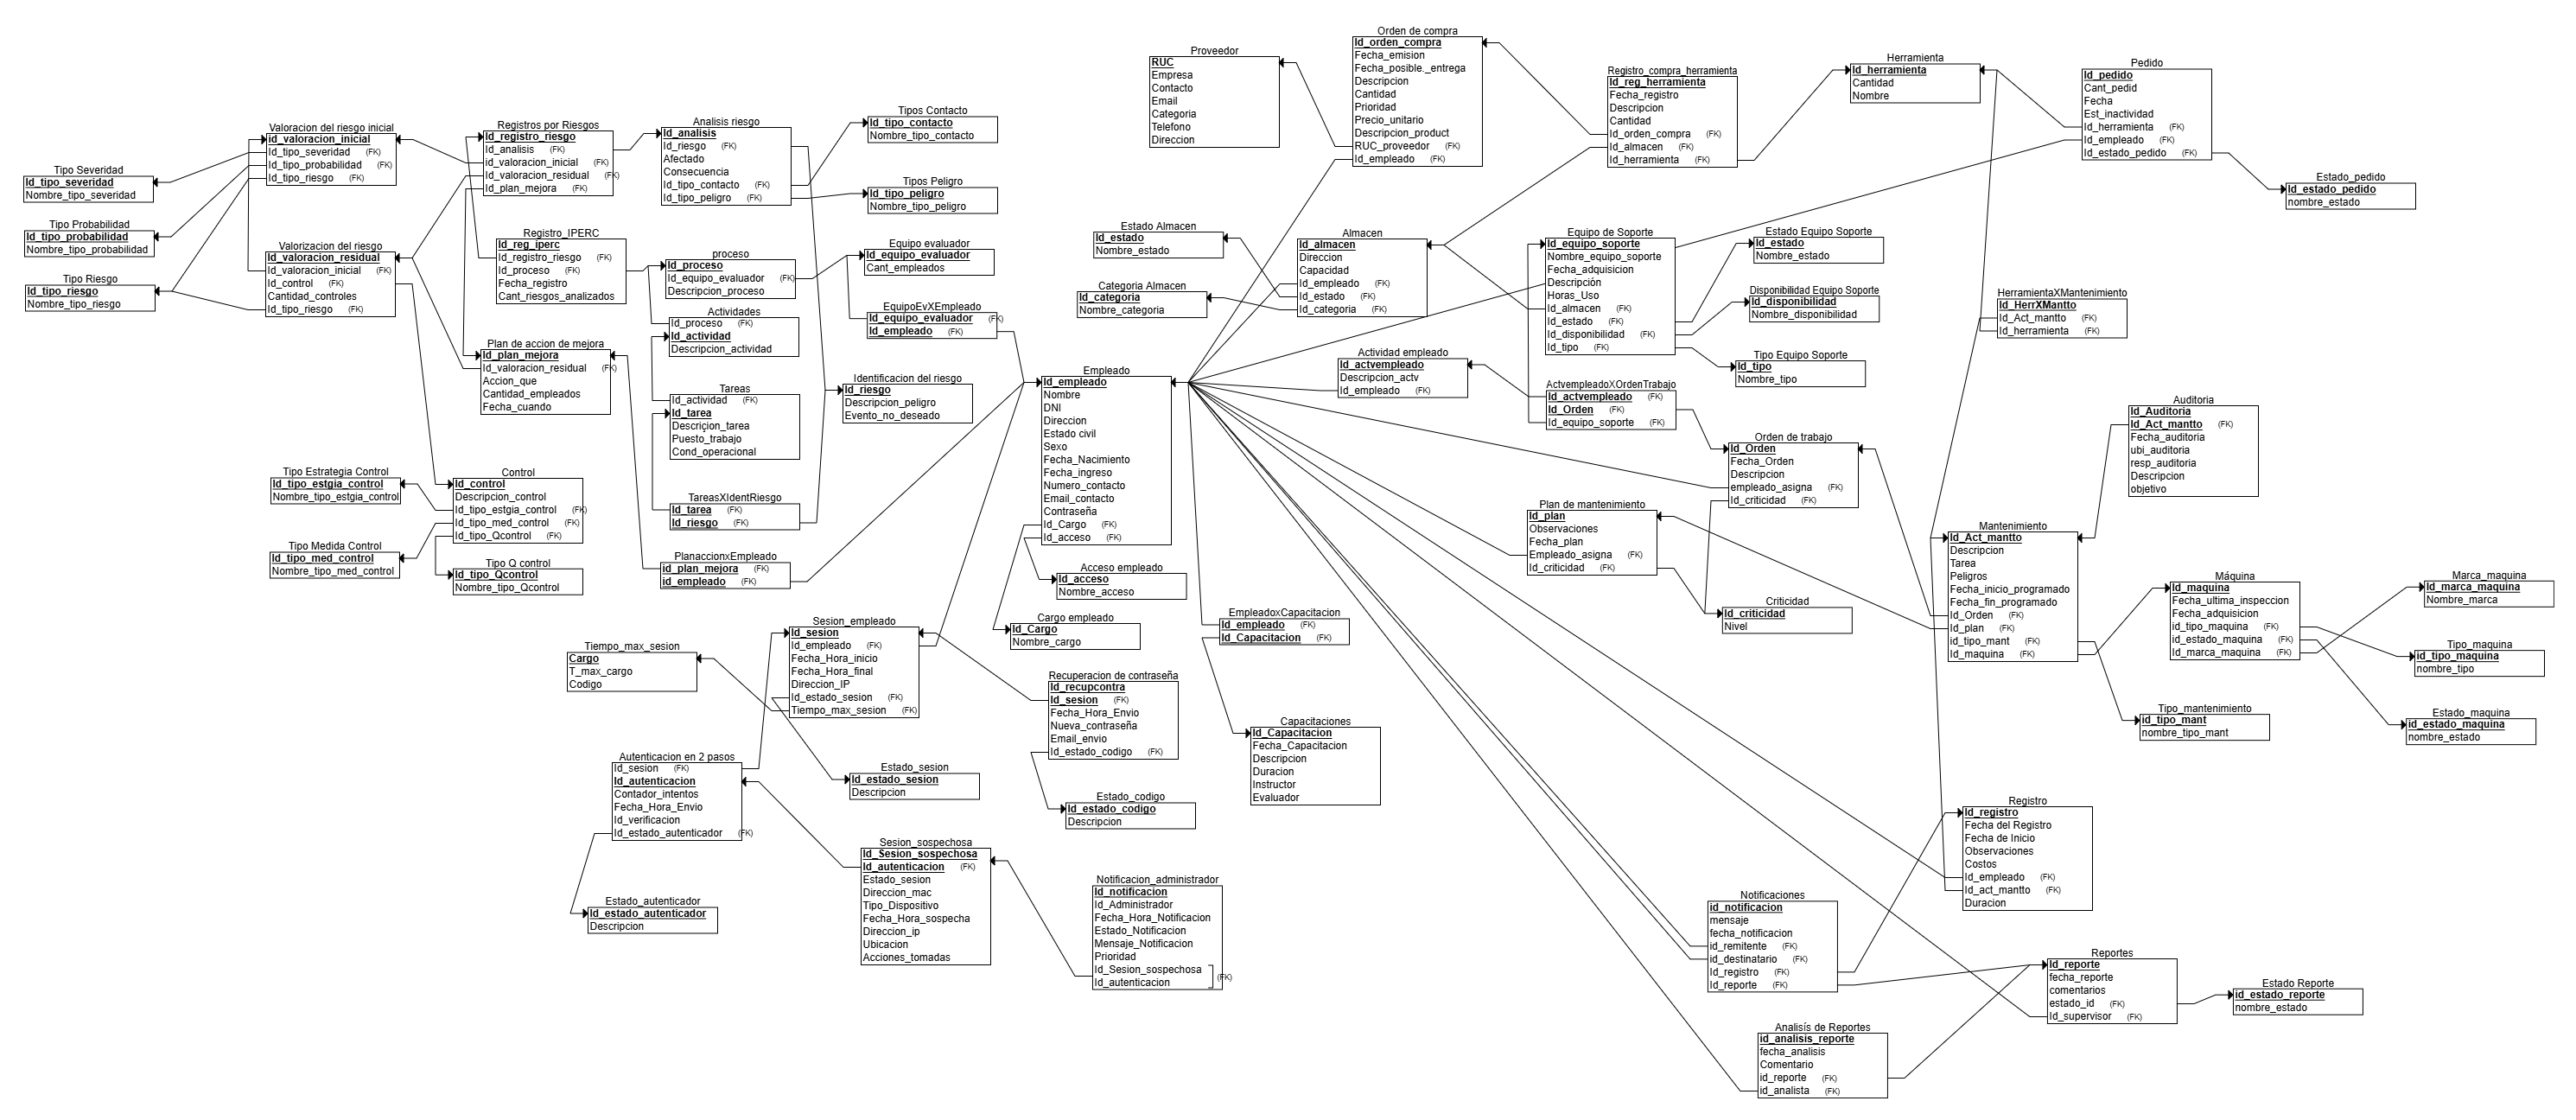 Tipo Severidad
Id_tipo_severidad
Nombre_tipo_severidad
Tipo Probabilidad
Id_tipo_probabilidad
Nombre_tipo_probabilidad
Tipo Riesgo
Id_tipo_riesgo
Nombre_tipo_riesgo
Valoracion del riesgo inicial
id_valoracion_inicial
Id_tipo_severidad (FK)
Id_tipo_probabilidad (FK)
Id_tipo_riesgo (FK)
Valorizacion del riesgo
Id_valoracion_residual
Id_valoracion_inicial (FK)
Id_control (FK)
Cantidad_controles
Id_tipo_riesgo (FK)
Registros por Riesgos
Id_registro_riesgo
Id_analisis (FK)
id_valoracion_inicial (FK)
Id_valoracion_residual (FK)
Id_plan_mejora (FK)
Registro_IPERC
Id_reg_iperc
Id_registro_riesgo (FK)
Id_proceso (FK)
Fecha_registro
Cant_riesgos_analizados
Plan de accion de mejora
Id_plan_mejora
Id_valoracion_residual (FK)
Accion_que
Cantidad_empleados
Fecha_cuando
Tipo Estrategia Control
Id_tipo_estgia_control
Nombre_tipo_estgia_control
Tipo Medida Control
Id_tipo_med_control
Nombre_tipo_med_control
Control
Id_control
Descripcion_control
Id_tipo_estgia_control (FK)
Id_tipo_med_control (FK)
Id_tipo_Qcontrol (FK)
Tipo Q control
Id_tipo_Qcontrol
Nombre_tipo_Qcontrol
Analisis riesgo
Id_analisis
Id_riesgo (FK)
Afectado
Consecuencia
Id_tipo_contacto (FK)
Id_tipo_peligro (FK)
Tipos Contacto
Id_tipo_contacto
Nombre_tipo_contacto
Tipos Peligro
Id_tipo_peligro
Nombre_tipo_peligro
proceso
Id_proceso
Id_equipo_evaluador (FK)
Descripcion_proceso
Equipo evaluador
Id_equipo_evaluador
Cant_empleados
EquipoEvXEmpleado
Id_equipo_evaluador (FK)
Id_empleado (FK)
Actividades
Id_proceso (FK)
Id_actividad
Descripcion_actividad
Tareas
Id_actividad (FK)
Id_tarea
Descriçion_tarea
Puesto_trabajo
Cond_operacional
TareasXIdentRiesgo
Id_tarea (FK)
Id_riesgo (FK)
Identificacion del riesgo
Id_riesgo
Descripcion_peligro
Evento_no_deseado
PlanaccionxEmpleado
id_plan_mejora (FK)
id_empleado (FK)
Empleado
Id_empleado
Nombre
DNI
Direccion
Estado civil
Sexo
Fecha_Nacimiento
Fecha_ingreso
Numero_contacto
Email_contacto
Contraseña
Id_Cargo (FK)
Id_acceso (FK)
Acceso empleado
Id_acceso
Nombre_acceso
Cargo empleado
Id_Cargo
Nombre_cargo
Tiempo_max_sesion
Cargo
T_max_cargo
Codigo
Sesion_empleado
Id_sesion
Id_empleado (FK)
Fecha_Hora_inicio
Fecha_Hora_final
Direccion_IP
Id_estado_sesion (FK)
Tiempo_max_sesion (FK)
Recuperacion de contraseña
Id_recupcontra
Id_sesion (FK)
Fecha_Hora_Envio
Nueva_contraseña
Email_envio
Id_estado_codigo (FK)
Estado_sesion
Id_estado_sesion
Descripcion
Estado_codigo
Id_estado_codigo
Descripcion
Autenticacion en 2 pasos
Id_sesion (FK)
Id_autenticacion
Contador_intentos
Fecha_Hora_Envio
Id_verificacion
Id_estado_autenticador (FK)
Estado_autenticador
Id_estado_autenticador
Descripcion
Sesion_sospechosa
Id_Sesion_sospechosa
Id_autenticacion (FK)
Estado_sesion
Direccion_mac
Tipo_Dispositivo
Fecha_Hora_sospecha
Direccion_ip
Ubicacion
Acciones_tomadas
Notificacion_administrador
Id_notificacion
Id_Administrador
Fecha_Hora_Notificacion
Estado_Notificacion
Mensaje_Notificacion
Prioridad
Id_Sesion_sospechosa (FK)
Id_autenticacion
EmpleadoxCapacitacion
Id_empleado (FK)
Id_Capacitacion (FK)
Capacitaciones
Id_Capacitacion
Fecha_Capacitacion
Descripcion
Duracion
Instructor
Evaluador
Proveedor
RUC
Empresa
Contacto
Email
Categoria
Telefono
Direccion
Orden de compra
Id_orden_compra
Fecha_emision
Fecha_posible._entrega
Descripcion
Cantidad
Prioridad
Precio_unitario
Descripcion_product
RUC_proveedor (FK)
Id_empleado (FK)
Registro_compra_herramienta
Id_reg_herramienta
Fecha_registro
Descripcion
Cantidad
Id_orden_compra (FK)
Id_almacen (FK)
Id_herramienta (FK)
Herramienta
Id_herramienta
Cantidad
Nombre
Pedido
Id_pedido
Cant_pedid
Fecha
Est_inactividad
Id_herramienta (FK)
Id_empleado (FK)
Id_estado_pedido (FK)
Estado_pedido
Id_estado_pedido
nombre_estado
Estado Almacen
Id_estado
Nombre_estado
Categoria Almacen
Id_categoria
Nombre_categoria
Almacen
Id_almacen
Direccion
Capacidad
Id_empleado (FK)
Id_estado (FK)
Id_categoria (FK)
Equipo de Soporte
Id_equipo_soporte
Nombre_equipo_soporte
Fecha_adquisicion
Descripción
Horas_Uso
Id_almacen (FK)
Id_estado (FK)
Id_disponibilidad (FK)
Id_tipo (FK)
Estado Equipo Soporte
Id_estado
Nombre_estado
Disponibilidad Equipo Soporte
Id_disponibilidad
Nombre_disponibilidad
Tipo Equipo Soporte
Id_tipo
Nombre_tipo
HerramientaXMantenimiento
Id_HerrXMantto
Id_Act_mantto (FK)
Id_herramienta (FK)
Actividad empleado
Id_actvempleado
Descripcion_actv
Id_empleado (FK)
ActvempleadoXOrdenTrabajo
Id_actvempleado (FK)
Id_Orden (FK)
Id_equipo_soporte (FK)
Orden de trabajo
Id_Orden
Fecha_Orden
Descripcion
empleado_asigna (FK)
Id_criticidad (FK)
Auditoria
Id_Auditoria
Id_Act_mantto (FK)
Fecha_auditoria
ubi_auditoria
resp_auditoria
Descripcion
objetivo
Plan de mantenimiento
Id_plan
Observaciones
Fecha_plan
Empleado_asigna (FK)
Id_criticidad (FK)
Criticidad
Id_criticidad
Nivel
Mantenimiento
Id_Act_mantto
Descripcion
Tarea
Peligros
Fecha_inicio_programado
Fecha_fin_programado
Id_Orden (FK)
Id_plan (FK)
id_tipo_mant (FK)
Id_maquina (FK)
Máquina
Id_maquina
Fecha_ultima_inspeccion
Fecha_adquisicion
id_tipo_maquina (FK)
id_estado_maquina (FK)
Id_marca_maquina (FK)
Marca_maquina
Id_marca_maquina
Nombre_marca
Tipo_maquina
id_tipo_maquina
nombre_tipo
Estado_maquina
id_estado_maquina
nombre_estado
Tipo_mantenimiento
id_tipo_mant
nombre_tipo_mant
Registro
Id_registro
Fecha del Registro
Fecha de Inicio
Observaciones
Costos
Id_empleado (FK)
Id_act_mantto (FK)
Duracion
Notificaciones
id_notificacion
mensaje
fecha_notificacion
id_remitente (FK)
id_destinatario (FK)
Id_registro (FK)
Id_reporte (FK)
Reportes
Id_reporte
fecha_reporte
comentarios
estado_id (FK)
Id_supervisor (FK)
Estado Reporte
id_estado_reporte
nombre_estado
Analisís de Reportes
id_analisis_reporte
fecha_analisis
Comentario
id_reporte (FK)
id_analista (FK)